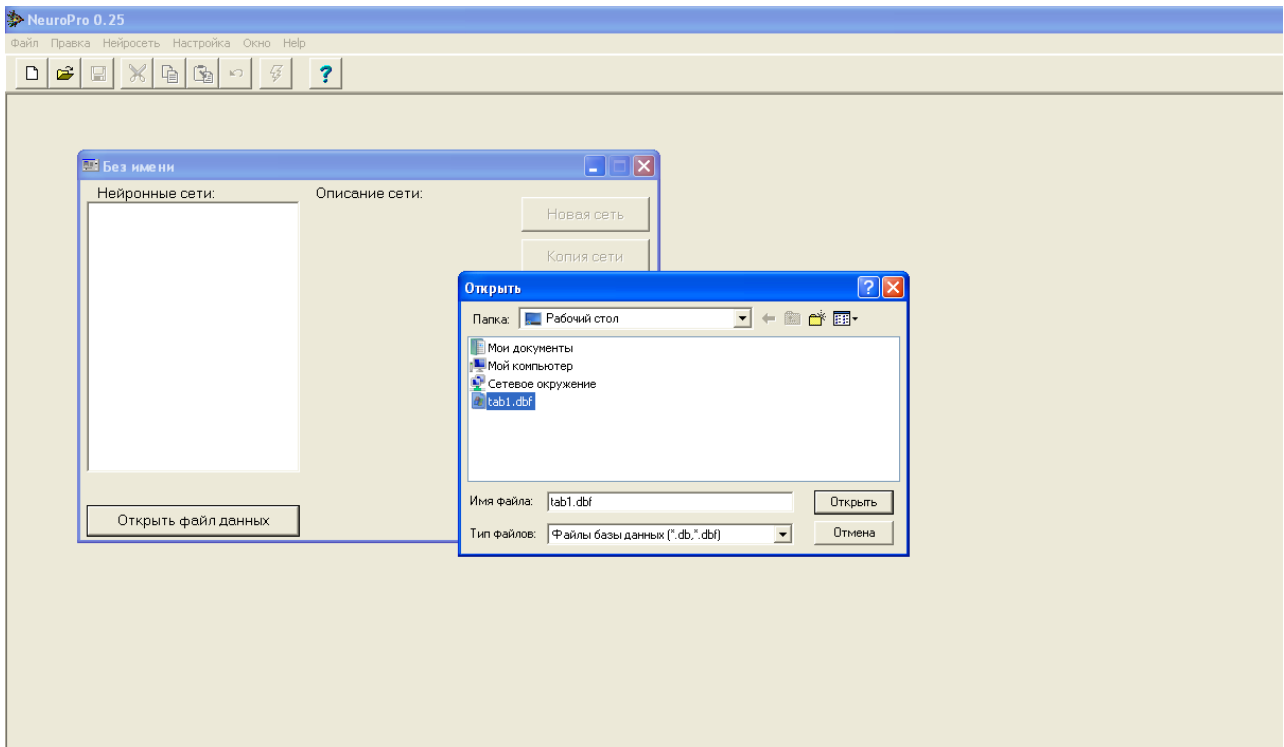 NeuroPro 0.25
Файл Правка Нейросеть Настройка Окно Help
Без имени
Нейронные сети: Описание сети:
Новая сеть
Копия сети
Открыть
Папка: Рабочий стол
Мои документы
Мой компьютер
Сетевое окружение
tab1.dbf
Имя файла: tab1.dbf Открыть
Открыть файл данных
Тип файлов: Файлы базы данных (*.db,*.dbf) Отмена